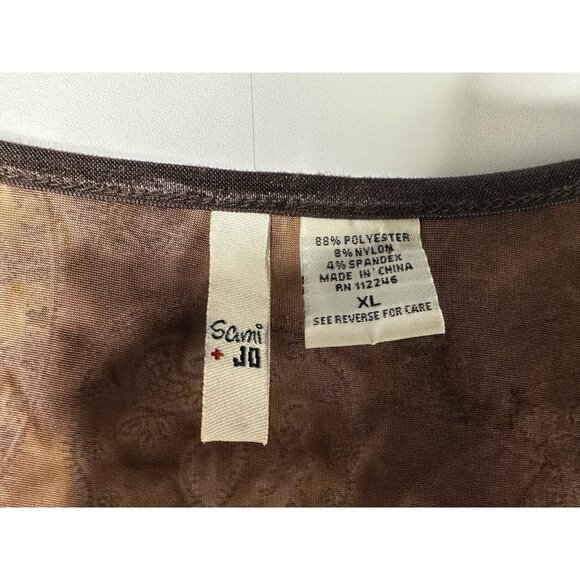 Sami
+ JO
88% POLYESTER
8% NYLON
4% SPANDEX
MADE IN CHINA
RN 112246
XL
SEE REVERSE FOR CARE